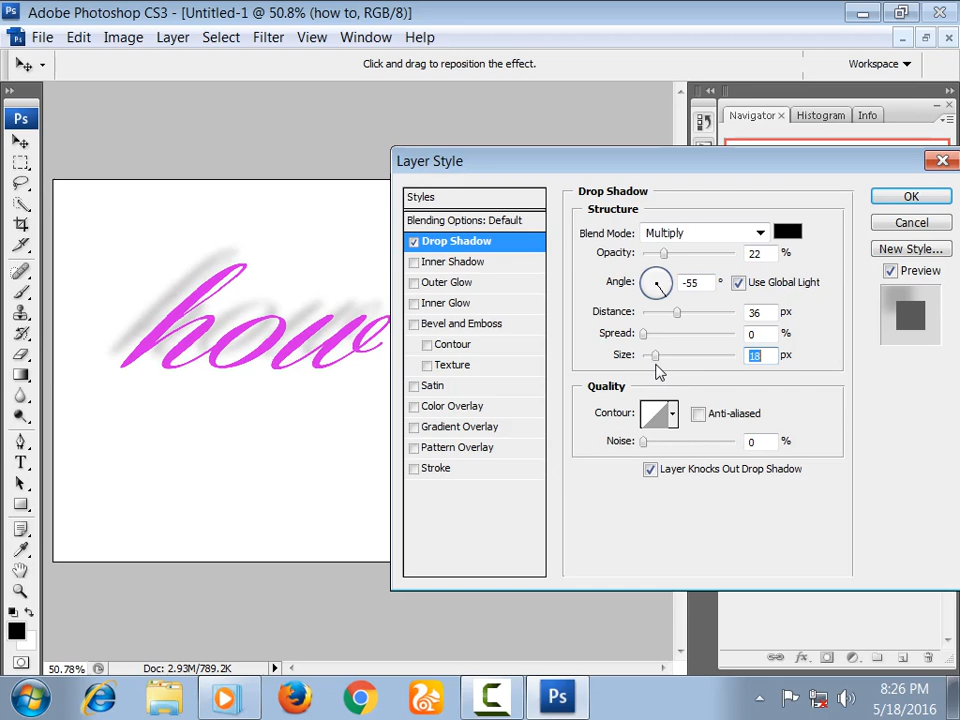 Ps Adobe Photoshop CS3 - [Untitled-1 @ 50.8% (how to, RGB/8)]
File Edit Image Layer Select Filter View Window Help
Click and drag to reposition the effect.
Workspace
Ps
Navigator Histogram Info
Layer Style
Styles
Blending Options: Default
Drop Shadow
Inner Shadow
Outer Glow
Inner Glow
Bevel and Emboss
Contour
Texture
Satin
Color Overlay
Gradient Overlay
Pattern Overlay
Stroke
Drop Shadow
Structure
Blend Mode: Multiply
Opacity: 22 %
Angle: -55 ° Use Global Light
Distance: 36 px
Spread: 0 %
Size: 18 px
Quality
Contour: Anti-aliased
Noise: 0 %
Layer Knocks Out Drop Shadow
OK
Cancel
New Style...
Preview
how
50.78% Doc: 2.93M/789.2K
Ps
8:26 PM
5/18/2016